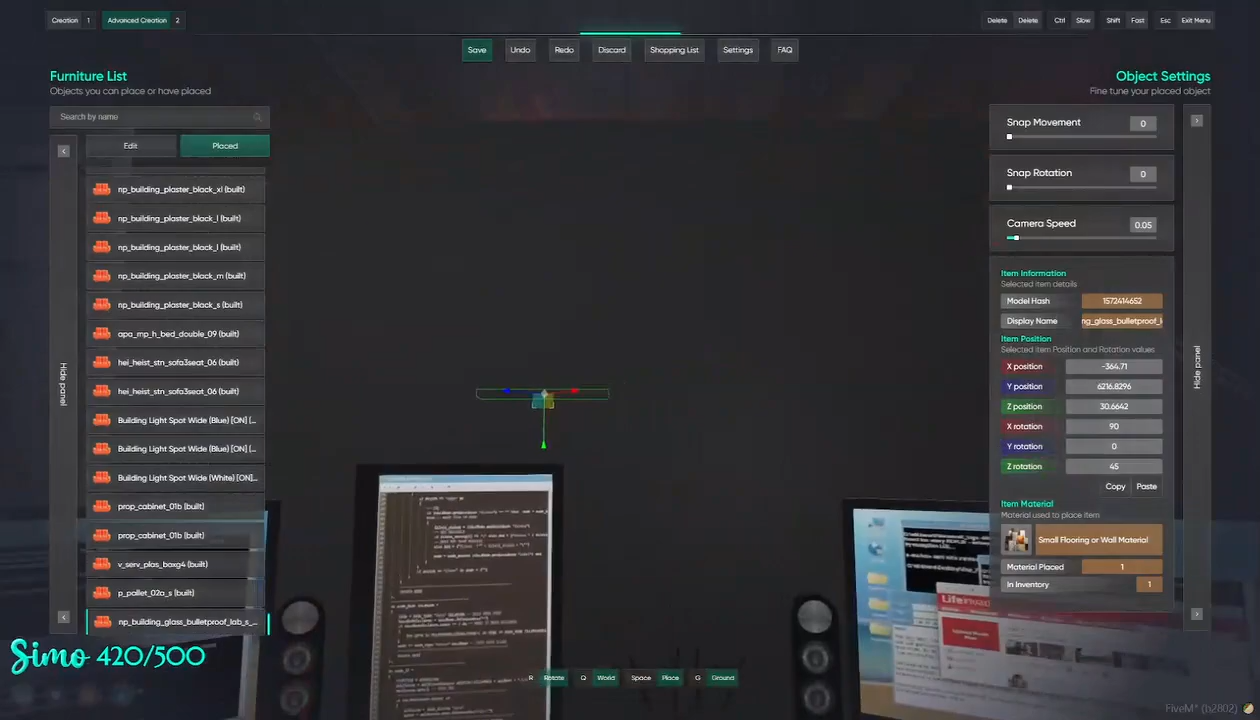 Creation 1 Advanced Creation 2
Delete Delete Ctrl Slow Shift Fast Esc Exit Menu
Save Undo Redo Discard Shopping List Settings FAQ
Furniture List
Objects you can place or have placed
Search by name
Edit Placed
np_building_plaster_black_xl (built)
np_building_plaster_black_l (built)
np_building_plaster_black_l (built)
np_building_plaster_black_m (built)
np_building_plaster_black_s (built)
apa_mp_h_bed_double_09 (built)
hei_heist_stn_sofa3seat_06 (built)
hei_heist_stn_sofa3seat_06 (built)
Building Light Spot Wide (Blue) [ON] (...
Building Light Spot Wide (Blue) [ON] (...
Building Light Spot Wide (White) [ON]...
prop_cabinet_01b (built)
prop_cabinet_01b (built)
v_serv_plas_boxg4 (built)
p_pallet_02a_s (built)
np_building_glass_bulletproof_lab_s_...
Hide panel
Simo 420/500
Object Settings
Fine tune your placed object
Snap Movement 0
Snap Rotation 0
Camera Speed 0.05
Item Information
Selected item details
Model Hash 1572414652
Display Name ng_glass_bulletproof_l
Item Position
Selected Item Position and Rotation values
X position -364.71
Y position 6216.8296
Z position 30.6642
X rotation 90
Y rotation 0
Z rotation 45
Copy Paste
Item Material
Material used to place item
Small Flooring or Wall Material
Material Placed 1
In Inventory 1
Hide panel
Lifei
R Rotate Q World Space Place G Ground
FiveM® (b2802)